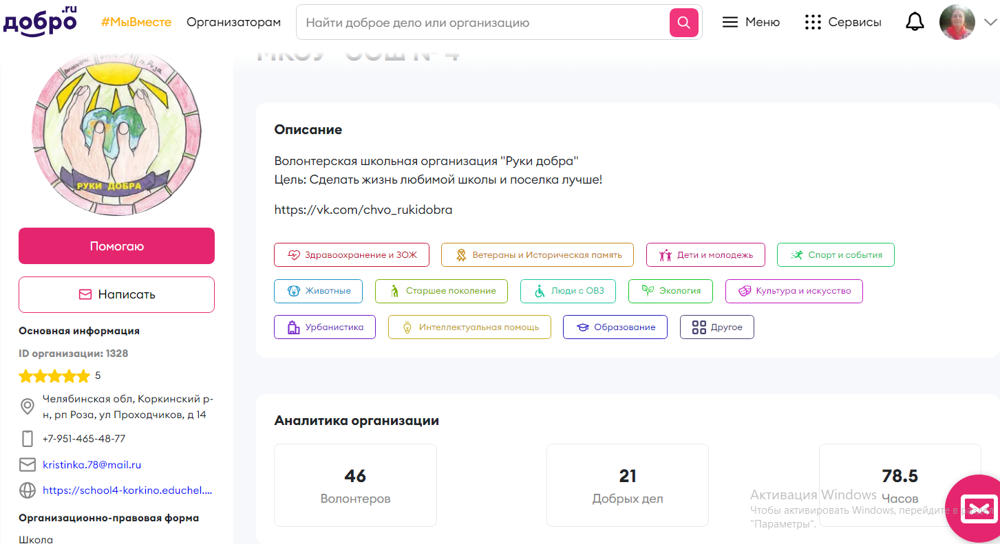 добро.ru
#МыВместе
Организаторам
Найти доброе дело или организацию
Меню
Сервисы
п. Роза
РУКИ ДОБРА
Помогаю
Написать
Основная информация
ID организации: 1328
5
Челябинская обл, Коркинский р-
н, рп Роза, ул Проходчиков, д 14
+7-951-465-48-77
kristinka.78@mail.ru
https://school4-korkino.educhel....
Организационно-правовая форма
Школа
МКОУ "СОШ № 4
Описание
Волонтерская школьная организация "Руки добра"
Цель: Сделать жизнь любимой школы и поселка лучше!
https://vk.com/chvo_rukidobra
Здравоохранение и ЗОЖ
Ветераны и Историческая память
Дети и молодежь
Спорт и события
Животные
Старшее поколение
Люди с ОВЗ
Экология
Культура и искусство
Урбанистика
Интеллектуальная помощь
Образование
Другое
Аналитика организации
46
Волонтеров
21
Добрых дел
78.5
Часов
Активация Windows
Чтобы активировать Windows, перейдите в раздел
"Параметры".